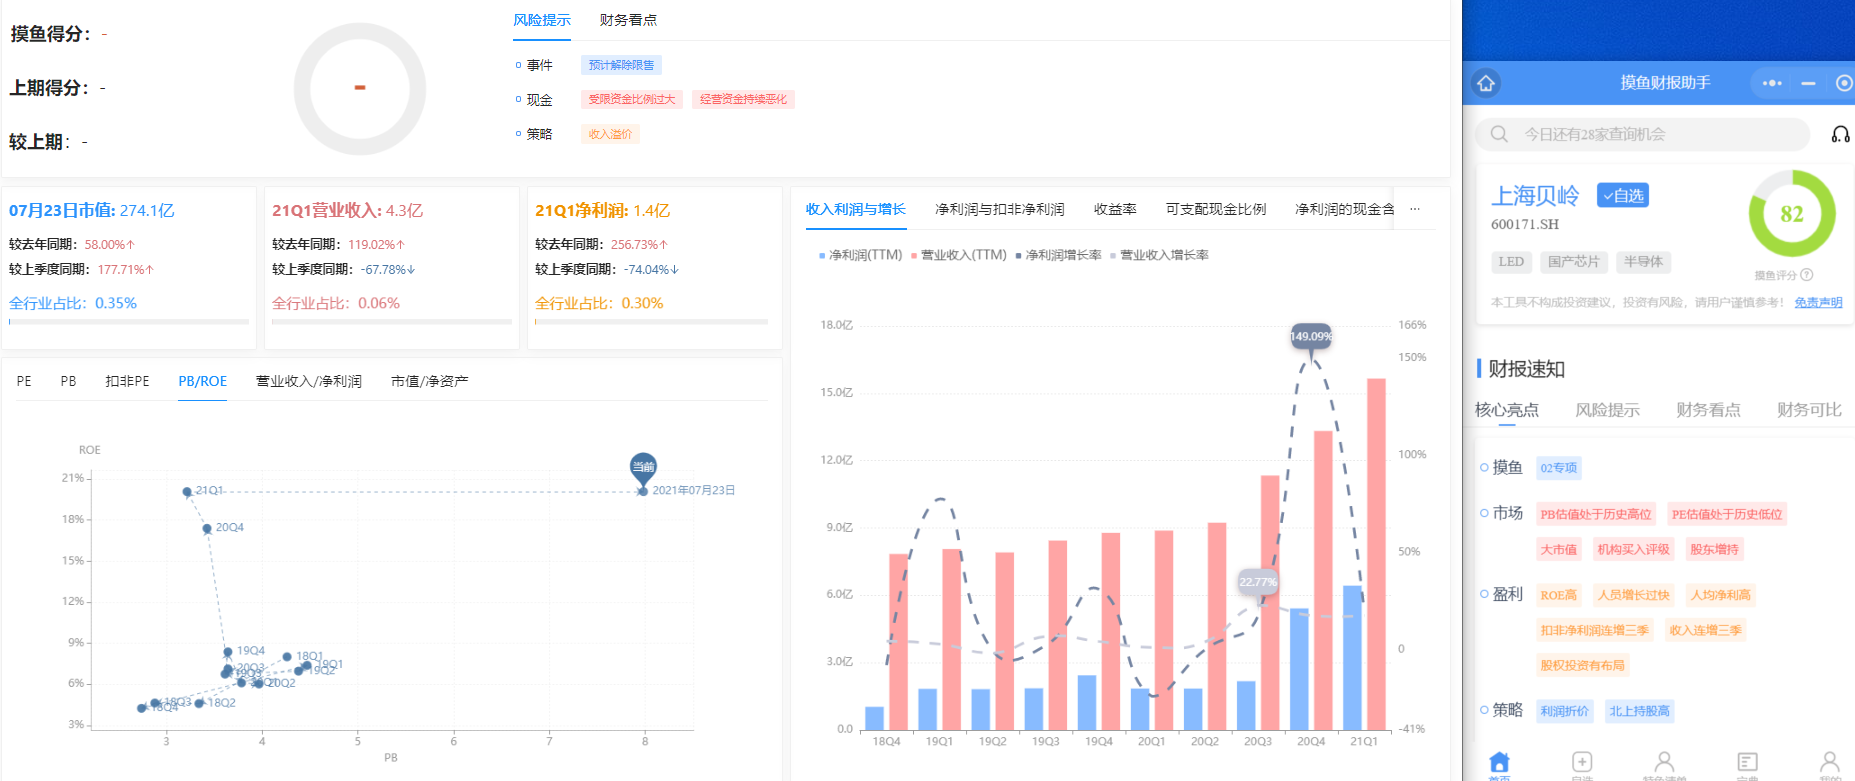 摸鱼得分：-
上期得分：-
较上期：-
-
风险提示 财务看点
事件 预计解除限售
现金 受限资金比例过大 经营资金持续恶化
策略 收入溢价
07月23日市值: 274.1亿
较去年同期：58.00%↑
较上季度同期：177.71%↑
全行业占比：0.35%
21Q1营业收入: 4.3亿
较去年同期：119.02%↑
较上季度同期：-67.78%↓
全行业占比：0.06%
21Q1净利润: 1.4亿
较去年同期：256.73%↑
较上季度同期：-74.04%↓
全行业占比：0.30%
PE PB 扣非PE PB/ROE 营业收入/净利润 市值/净资产
ROE
21%
18%
15%
12%
9%
6%
3%
3 4 5 6 7 8
PB
当前
21Q1
2021年07月23日
20Q4
19Q4
18Q1
19Q1
20Q3
19Q2
19Q3
20Q2
18Q3
18Q2
18Q4
收入利润与增长 净利润与扣非净利润 收益率 可支配现金比例 净利润的现金含 ...
净利润(TTM) 营业收入(TTM) 净利润增长率 营业收入增长率
18.0亿
15.0亿
12.0亿
9.0亿
6.0亿
3.0亿
0.0
166%
150%
100%
50%
0
-41%
149.09%
22.77%
18Q4 19Q1 19Q2 19Q3 19Q4 20Q1 20Q2 20Q3 20Q4 21Q1
摸鱼财报助手
今日还有28家查询机会
上海贝岭 ✓自选
600171.SH
LED 国产芯片 半导体
82
摸鱼评分 ?
本工具不构成投资建议，投资有风险，请用户谨慎参考！ 免责声明
财报速知
核心亮点 风险提示 财务看点 财务可比
摸鱼 02专项
市场 PB估值处于历史高位 PE估值处于历史低位
大市值 机构买入评级 股东增持
盈利 ROE高 人员增长过快 人均净利高
扣非净利润连增三季 收入连增三季
股权投资有布局
策略 利润折价 北上持股高